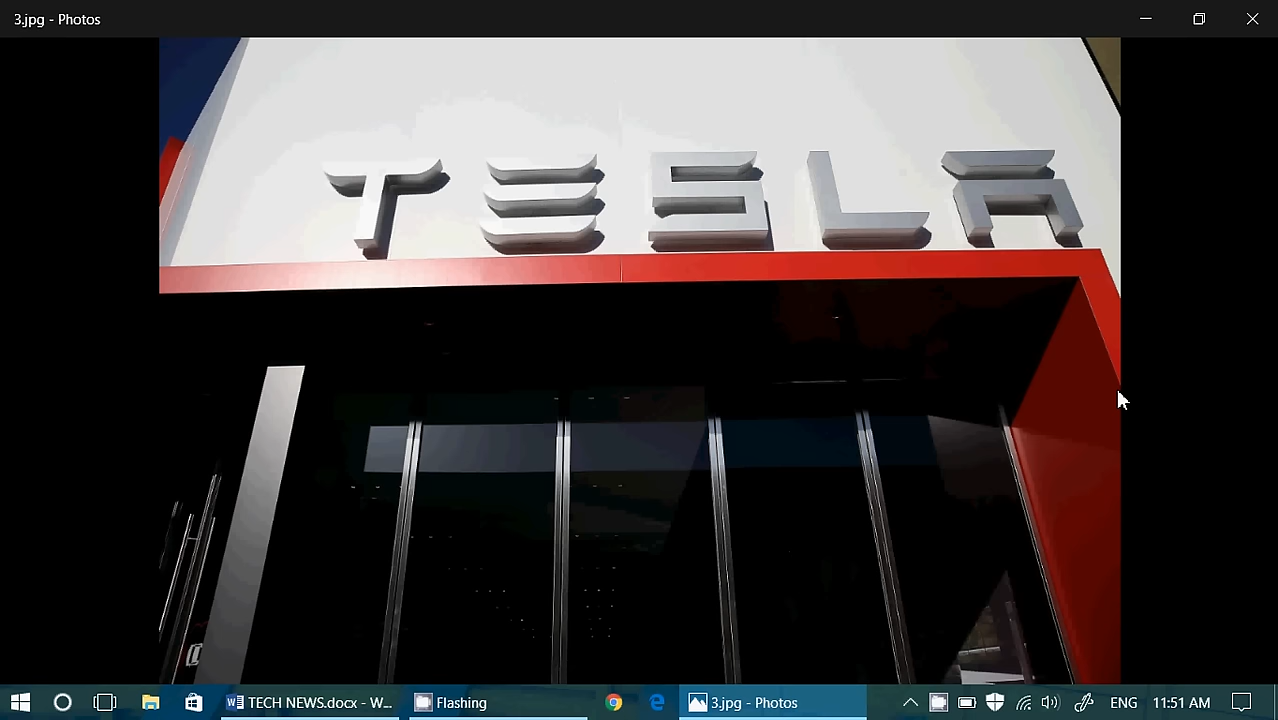 3.jpg - Photos
TESLA
TECH NEWS.docx - W...
Flashing
3.jpg - Photos
ENG
11:51 AM